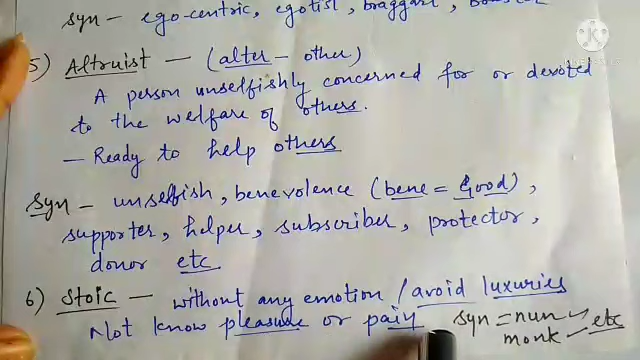 Syn - ego-centric, egotist, braggart,
5) Altruist — (alter - other)
A person unselfishly concerned for or devoted
to the welfare of others.
— Ready to help others
Syn - unselfish, benevolence (bene = Good),
supporter, helper, subscriber, protector,
donor etc
6) Stoic — without any emotion / avoid luxuries
Not know pleasure or pain
Syn = nun
monk etc